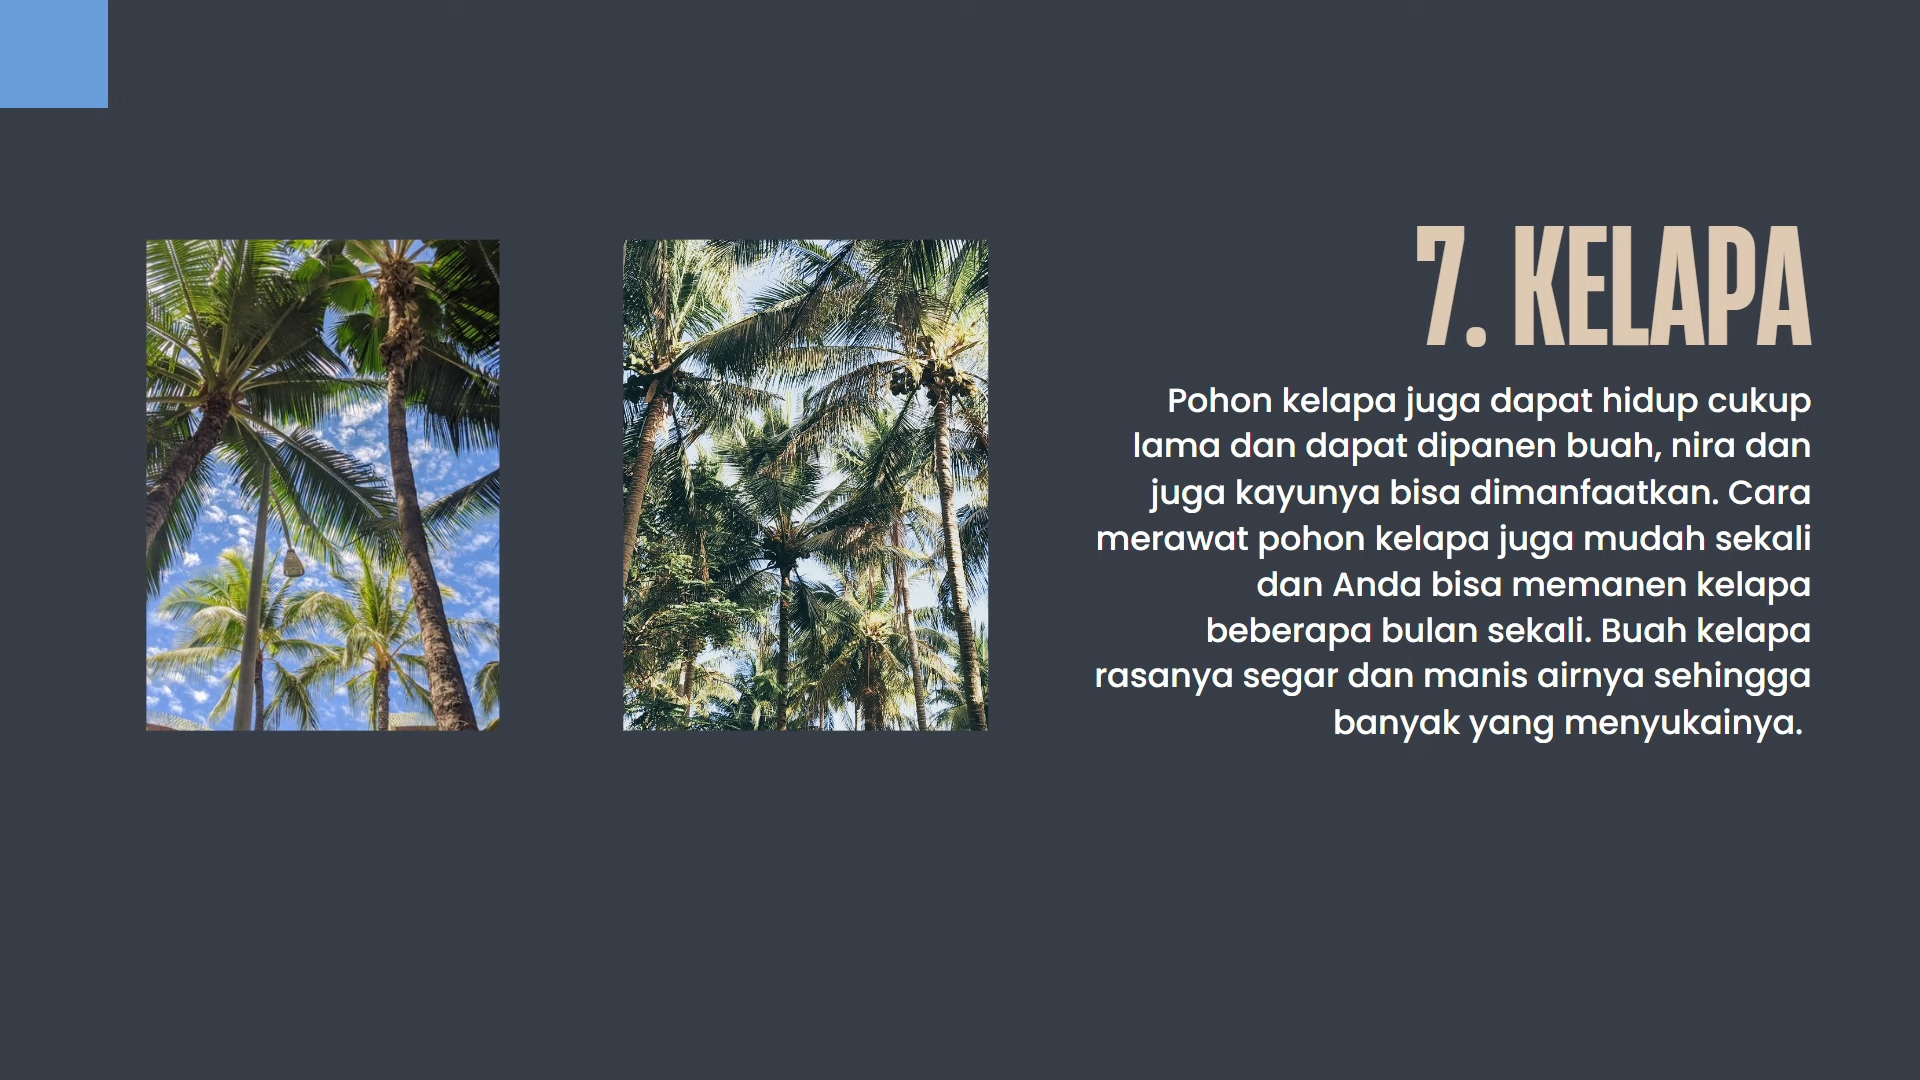 7. KELAPA
Pohon kelapa juga dapat hidup cukup
lama dan dapat dipanen buah, nira dan
juga kayunya bisa dimanfaatkan. Cara
merawat pohon kelapa juga mudah sekali
dan Anda bisa memanen kelapa
beberapa bulan sekali. Buah kelapa
rasanya segar dan manis airnya sehingga
banyak yang menyukainya.